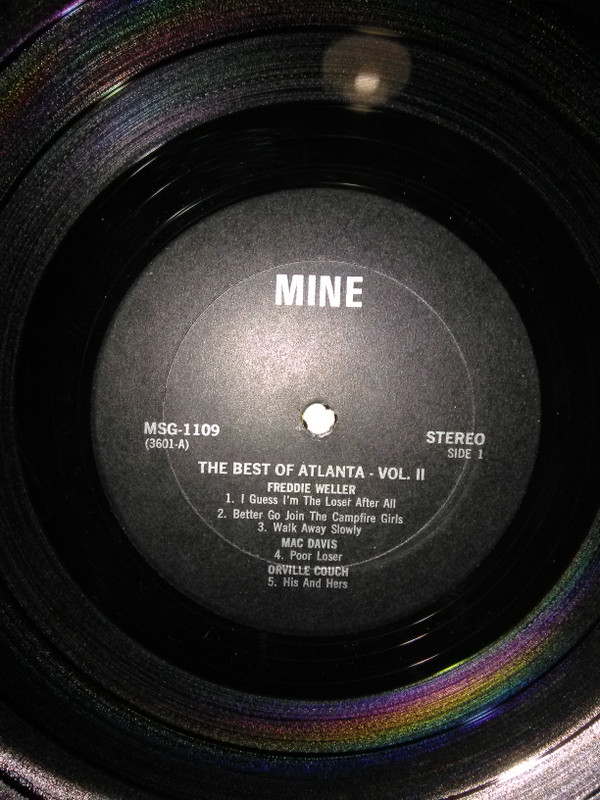 MINE
MSG-1109
(3601-A)
STEREO
SIDE 1
THE BEST OF ATLANTA - VOL. II
FREDDIE WELLER
1. I Guess I'm The Loser After All
2. Better Go Join The Campfire Girls
3. Walk Away Slowly
MAC DAVIS
4. Poor Loser
ORVILLE COUCH
5. His And Hers